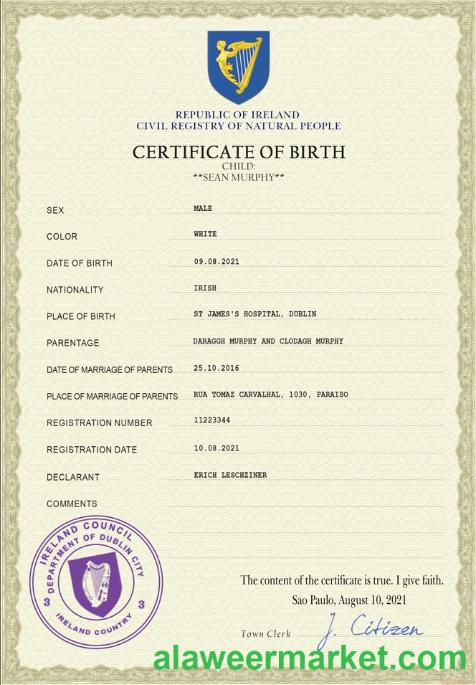 REPUBLIC OF IRELAND
CIVIL REGISTRY OF NATURAL PEOPLE
CERTIFICATE OF BIRTH
CHILD:
**SEAN MURPHY**
SEX MALE
COLOR WHITE
DATE OF BIRTH 09.08.2021
NATIONALITY IRISH
PLACE OF BIRTH ST JAMES'S HOSPITAL, DUBLIN
PARENTAGE DARAGGH MURPHY AND CLODAGH MURPHY
DATE OF MARRIAGE OF PARENTS 25.10.2016
PLACE OF MARRIAGE OF PARENTS RUA TOMAZ CARVALHAL, 1030, PARAISO
REGISTRATION NUMBER 11223344
REGISTRATION DATE 10.08.2021
DECLARANT ERICH LESCHZINER
COMMENTS
IRELAND COUNCIL
DEPARTMENT OF DUBLIN CITY
3 3
IRELAND COUNTRY
The content of the certificate is true. I give faith.
Sao Paulo, August 10, 2021
Town Clerk J. Citizen
alaweermarket.com